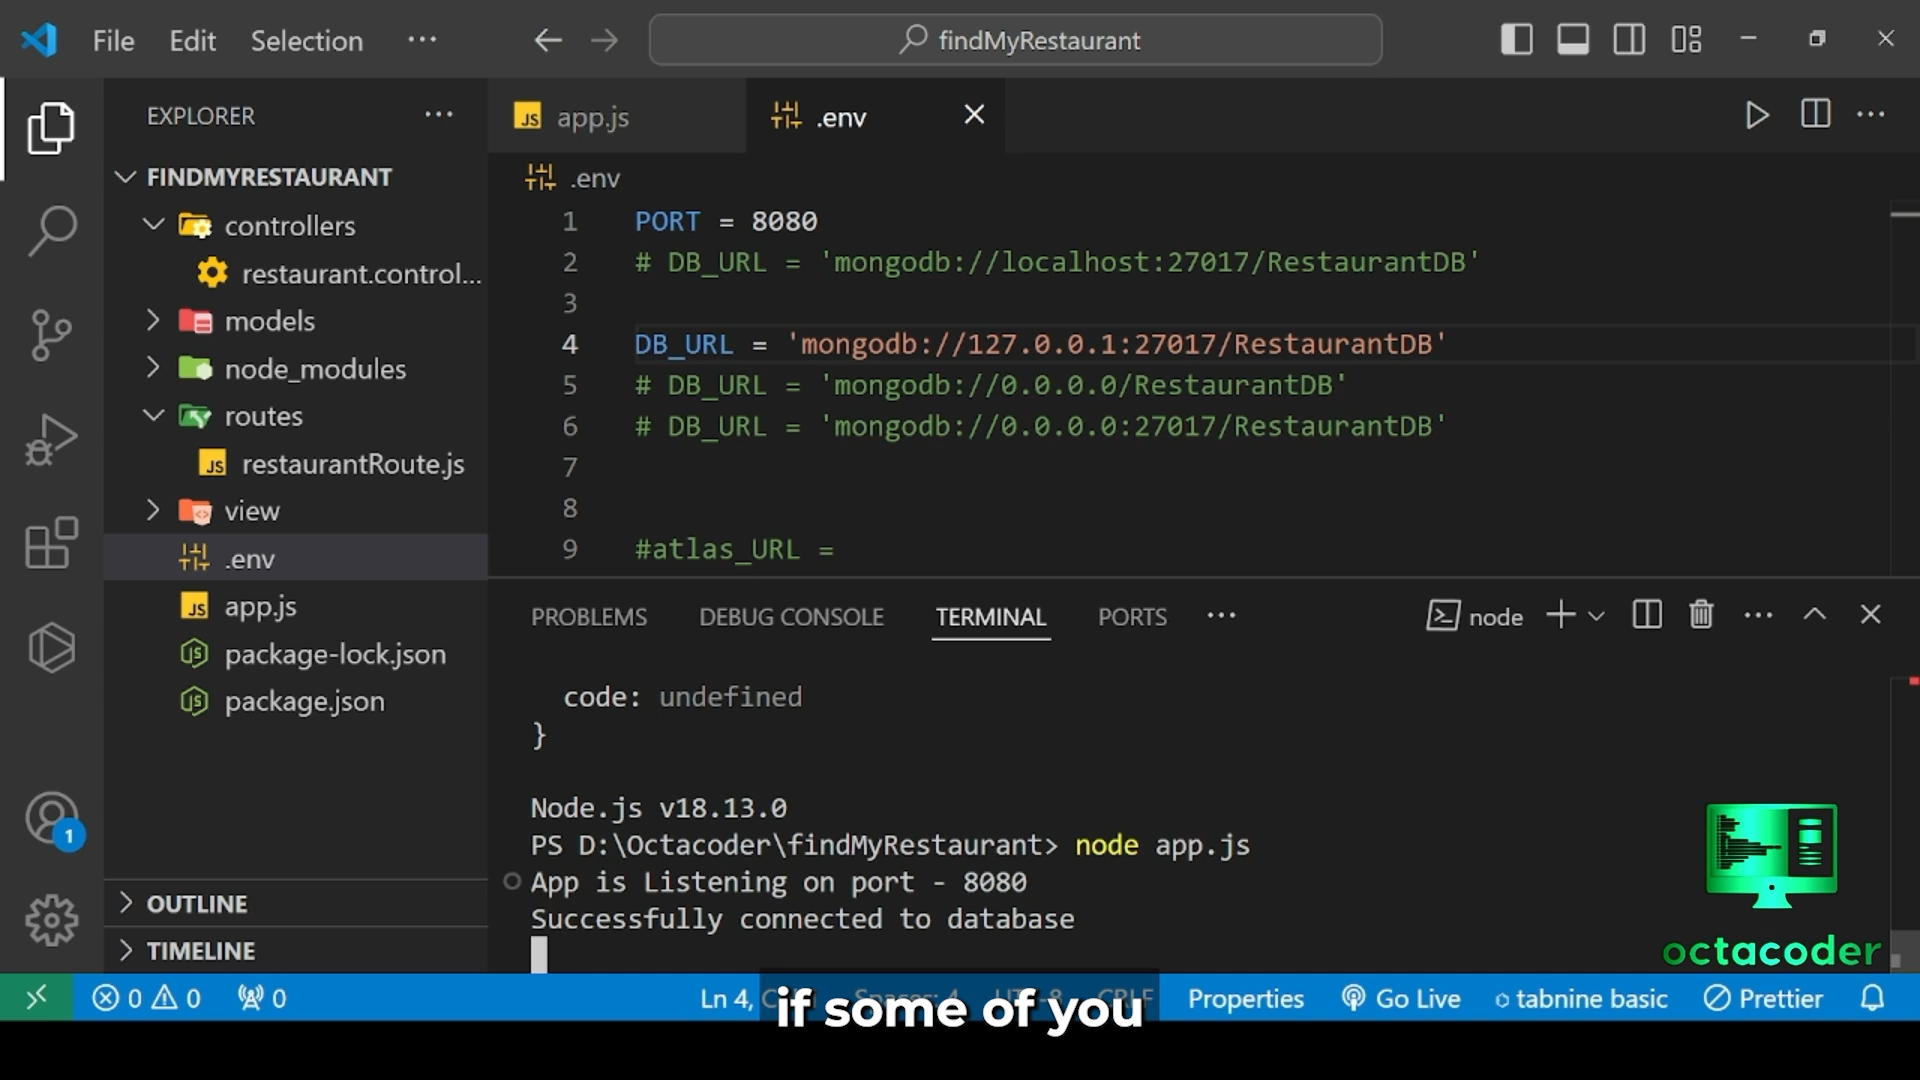 File Edit Selection ··· findMyRestaurant
EXPLORER ···
FINDMYRESTAURANT
controllers
restaurant.control...
models
node_modules
routes
JS restaurantRoute.js
view
.env
JS app.js
package-lock.json
package.json
OUTLINE
TIMELINE
1
JS app.js .env
.env
1 PORT = 8080
2 # DB_URL = 'mongodb://localhost:27017/RestaurantDB'
3
4 DB_URL = 'mongodb://127.0.0.1:27017/RestaurantDB'
5 # DB_URL = 'mongodb://0.0.0.0/RestaurantDB'
6 # DB_URL = 'mongodb://0.0.0.0:27017/RestaurantDB'
7
8
9 #atlas_URL =
PROBLEMS DEBUG CONSOLE TERMINAL PORTS ··· node
code: undefined
}
Node.js v18.13.0
PS D:\Octacoder\findMyRestaurant> node app.js
App is Listening on port - 8080
Successfully connected to database
octacoder
0 0 0 Ln 4, Properties Go Live tabnine basic Prettier
if some of you